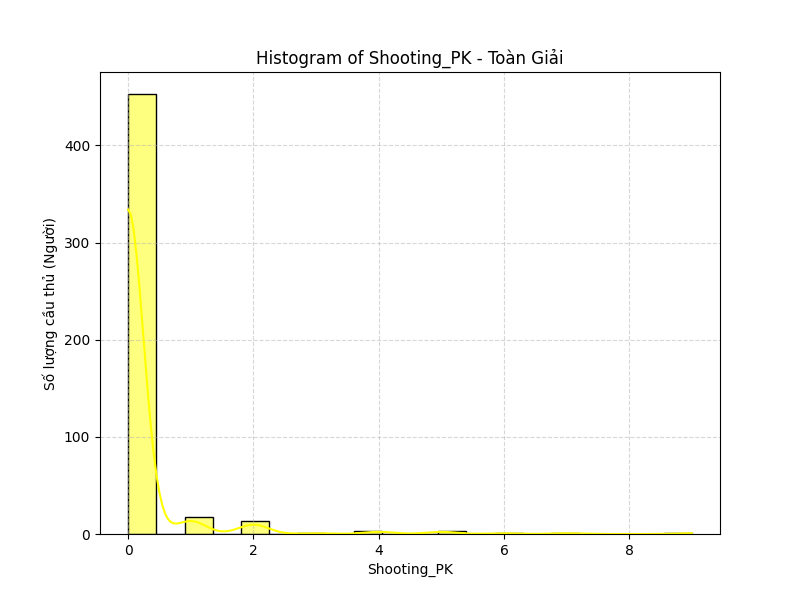 Histogram of Shooting_PK - Toàn Giải
Số lượng cầu thủ (Người)
400
300
200
100
0
0 2 4 6 8
Shooting_PK